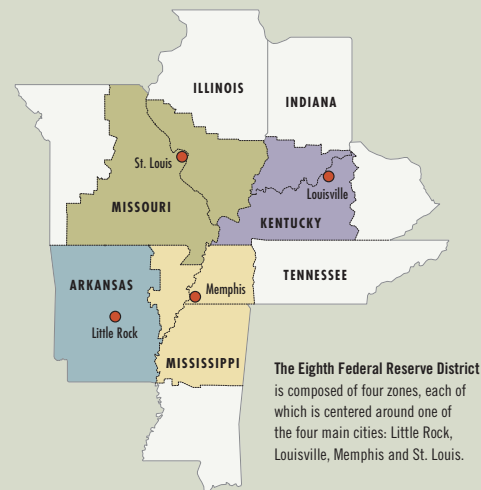 ILLINOIS
INDIANA
St. Louis
Louisville
MISSOURI
KENTUCKY
TENNESSEE
ARKANSAS
Memphis
Little Rock
MISSISSIPPI
The Eighth Federal Reserve District
is composed of four zones, each of
which is centered around one of
the four main cities: Little Rock,
Louisville, Memphis and St. Louis.